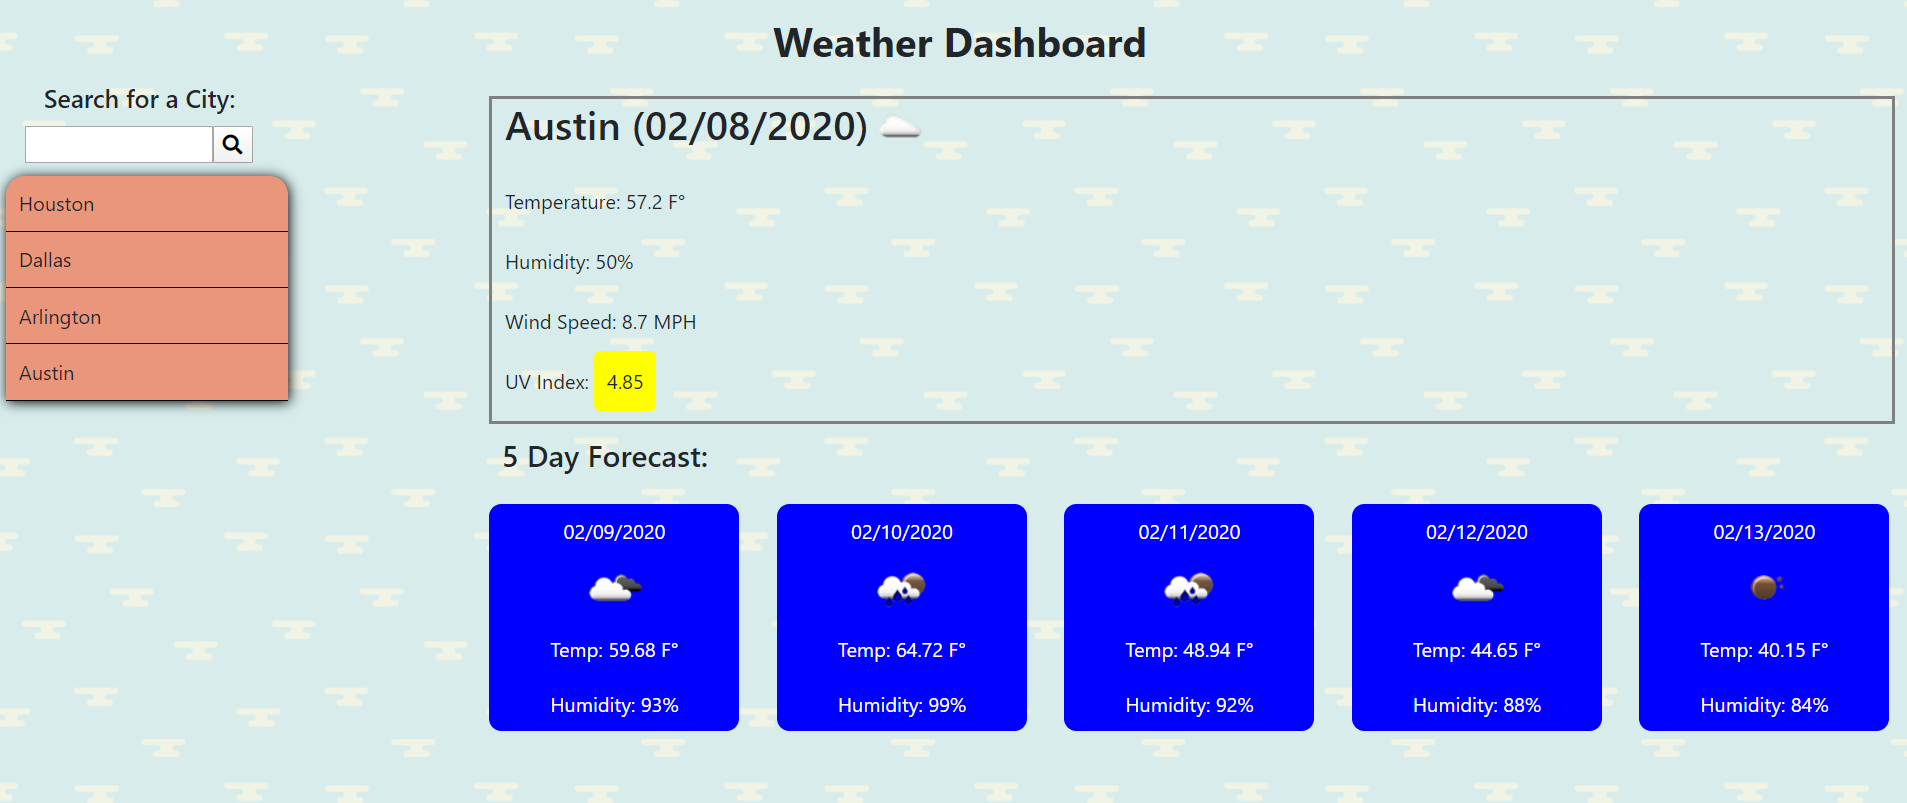 Weather Dashboard
Search for a City:
Houston
Dallas
Arlington
Austin
Austin (02/08/2020)
Temperature: 57.2 F°
Humidity: 50%
Wind Speed: 8.7 MPH
UV Index: 4.85
5 Day Forecast:
02/09/2020
Temp: 59.68 F°
Humidity: 93%
02/10/2020
Temp: 64.72 F°
Humidity: 99%
02/11/2020
Temp: 48.94 F°
Humidity: 92%
02/12/2020
Temp: 44.65 F°
Humidity: 88%
02/13/2020
Temp: 40.15 F°
Humidity: 84%